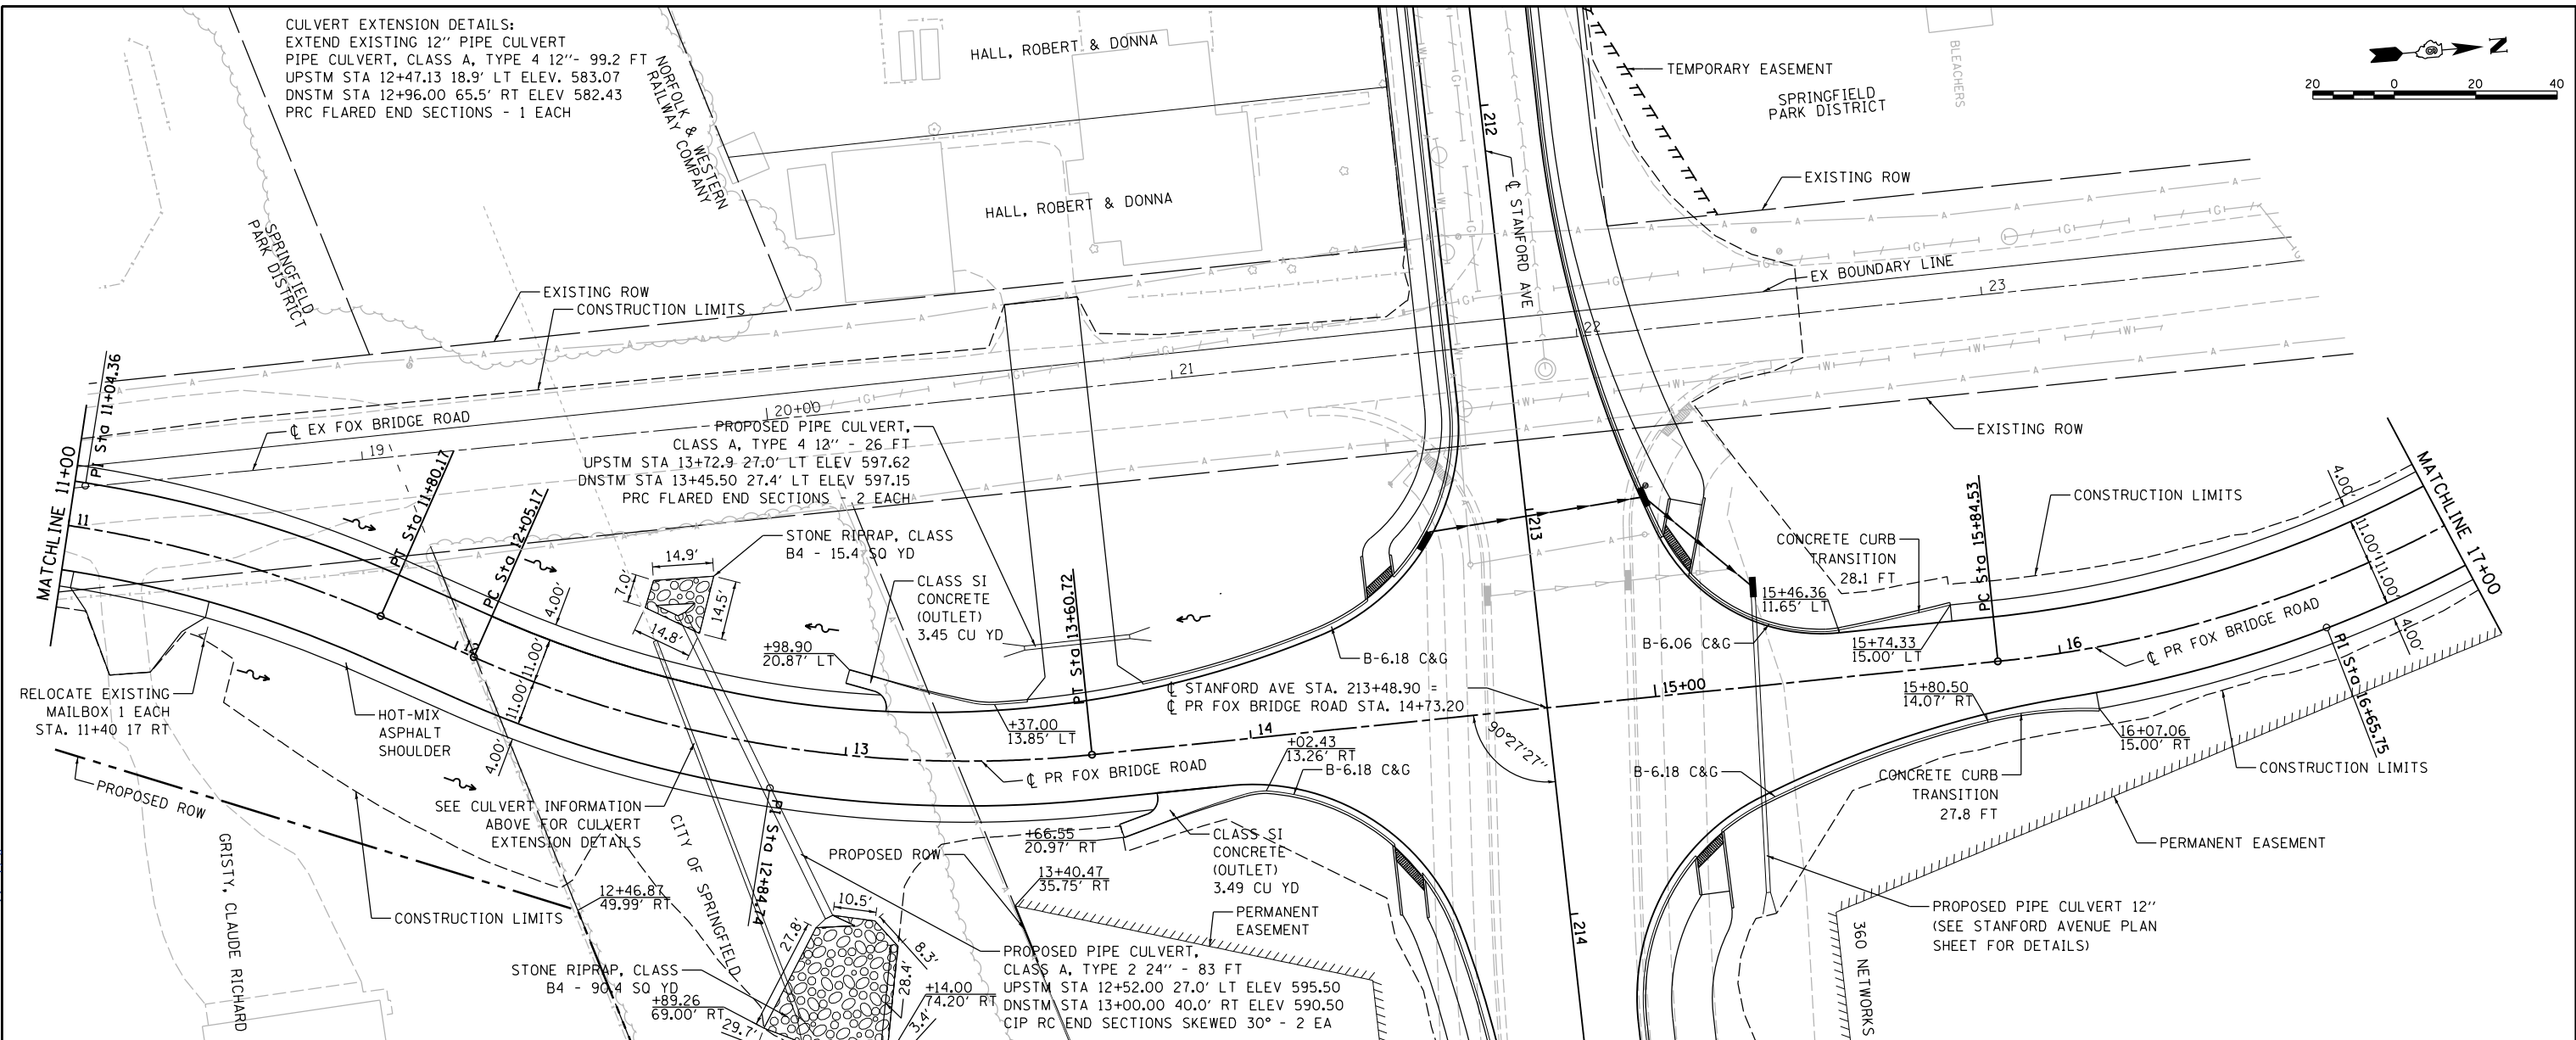 CULVERT EXTENSION DETAILS:
EXTEND EXISTING 12" PIPE CULVERT
PIPE CULVERT, CLASS A, TYPE 4 12"- 99.2 FT
UPSTM STA 12+47.13 18.9' LT ELEV. 583.07
DNSTM STA 12+96.00 65.5' RT ELEV 582.43
PRC FLARED END SECTIONS - 1 EACH
NORFOLK & WESTERN
RAILWAY COMPANY
HALL, ROBERT & DONNA
HALL, ROBERT & DONNA
SPRINGFIELD
PARK DISTRICT
212
℄ STANFORD AVE
TEMPORARY EASEMENT
SPRINGFIELD
PARK DISTRICT
BLEACHERS
N
20 0 20 40
EXISTING ROW
EX BOUNDARY LINE
23
22
21
20+00
19
EXISTING ROW
CONSTRUCTION LIMITS
℄ EX FOX BRIDGE ROAD
MATCHLINE 11+00
PI Sta 11+04.36
11
PT Sta 11+80.17
PC Sta 12+05.17
12
PROPOSED PIPE CULVERT,
CLASS A, TYPE 4 12" - 26 FT
UPSTM STA 13+72.9 27.0' LT ELEV 597.62
DNSTM STA 13+45.50 27.4' LT ELEV 597.15
PRC FLARED END SECTIONS - 2 EACH
STONE RIPRAP, CLASS
B4 - 15.4 SQ YD
14.9'
7.0'
14.5'
14.8'
CLASS SI
CONCRETE
(OUTLET)
3.45 CU YD
+98.90
20.87' LT
PT Sta 13+60.72
+37.00
13.85' LT
B-6.18 C&G
213
℄ STANFORD AVE STA. 213+48.90 =
℄ PR FOX BRIDGE ROAD STA. 14+73.20
90°27'27"
EXISTING ROW
CONSTRUCTION LIMITS
CONCRETE CURB
TRANSITION
28.1 FT
15+46.36
11.65' LT
B-6.06 C&G
15+74.33
15.00' LT
PC Sta 15+84.53
15+00
16
℄ PR FOX BRIDGE ROAD
4.00'
11.00'
11.00'
4.00'
MATCHLINE 17+00
PI Sta 16+65.75
15+80.50
14.07' RT
16+07.06
15.00' RT
B-6.18 C&G
CONCRETE CURB
TRANSITION
27.8 FT
CONSTRUCTION LIMITS
PERMANENT EASEMENT
RELOCATE EXISTING
MAILBOX 1 EACH
STA. 11+40 17 RT
HOT-MIX
ASPHALT
SHOULDER
4.00'
11.00'
11.00'
4.00'
13
14
℄ PR FOX BRIDGE ROAD
+02.43
13.26' RT
B-6.18 C&G
PROPOSED ROW
GRISTY, CLAUDE RICHARD
SEE CULVERT INFORMATION
ABOVE FOR CULVERT
EXTENSION DETAILS
CONSTRUCTION LIMITS
12+46.87
49.99' RT
CITY OF SPRINGFIELD
PI Sta 12+84.74
PROPOSED ROW
+66.55
20.97' RT
13+40.47
35.75' RT
CLASS SI
CONCRETE
(OUTLET)
3.49 CU YD
PERMANENT
EASEMENT
STONE RIPRAP, CLASS
B4 - 90.4 SQ YD
+89.26
69.00' RT
10.5'
27.8'
8.3'
28.4'
29.7'
3.4'
+14.00
74.20' RT
PROPOSED PIPE CULVERT,
CLASS A, TYPE 2 24" - 83 FT
UPSTM STA 12+52.00 27.0' LT ELEV 595.50
DNSTM STA 13+00.00 40.0' RT ELEV 590.50
CIP RC END SECTIONS SKEWED 30° - 2 EA
214
360 NETWORKS
PROPOSED PIPE CULVERT 12"
(SEE STANFORD AVENUE PLAN
SHEET FOR DETAILS)